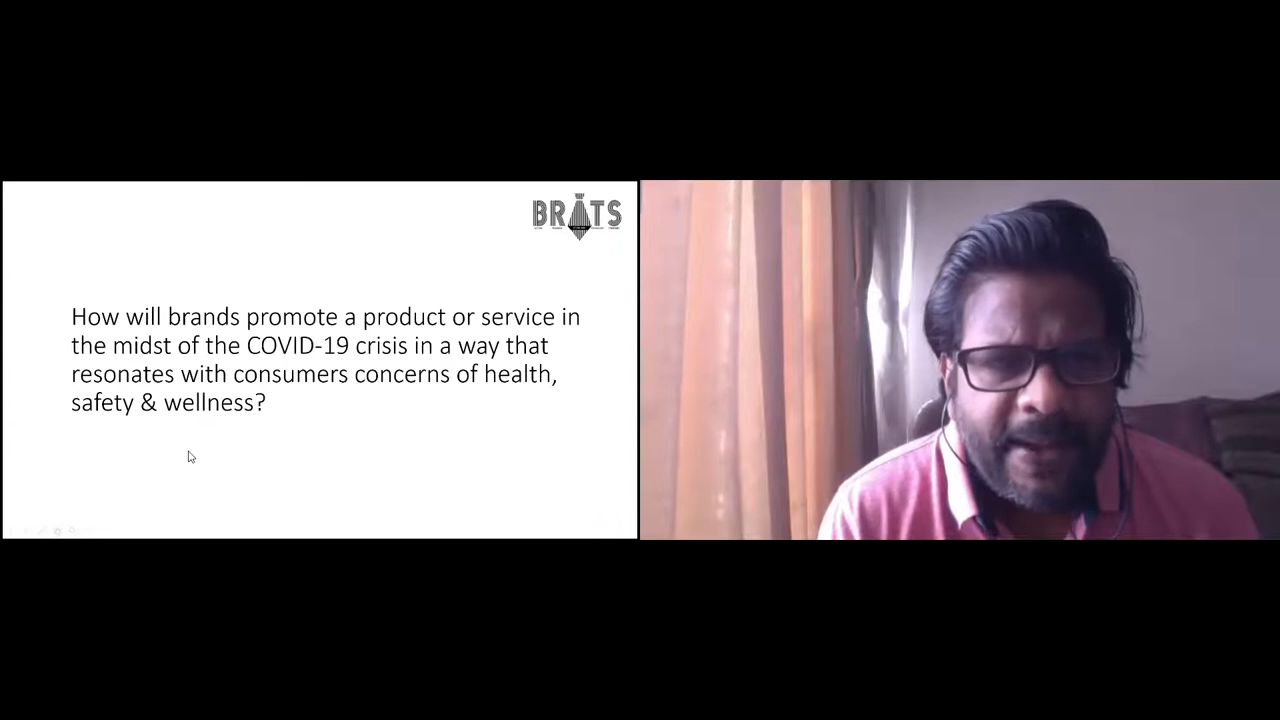 BRATS
How will brands promote a product or service in
the midst of the COVID-19 crisis in a way that
resonates with consumers concerns of health,
safety & wellness?